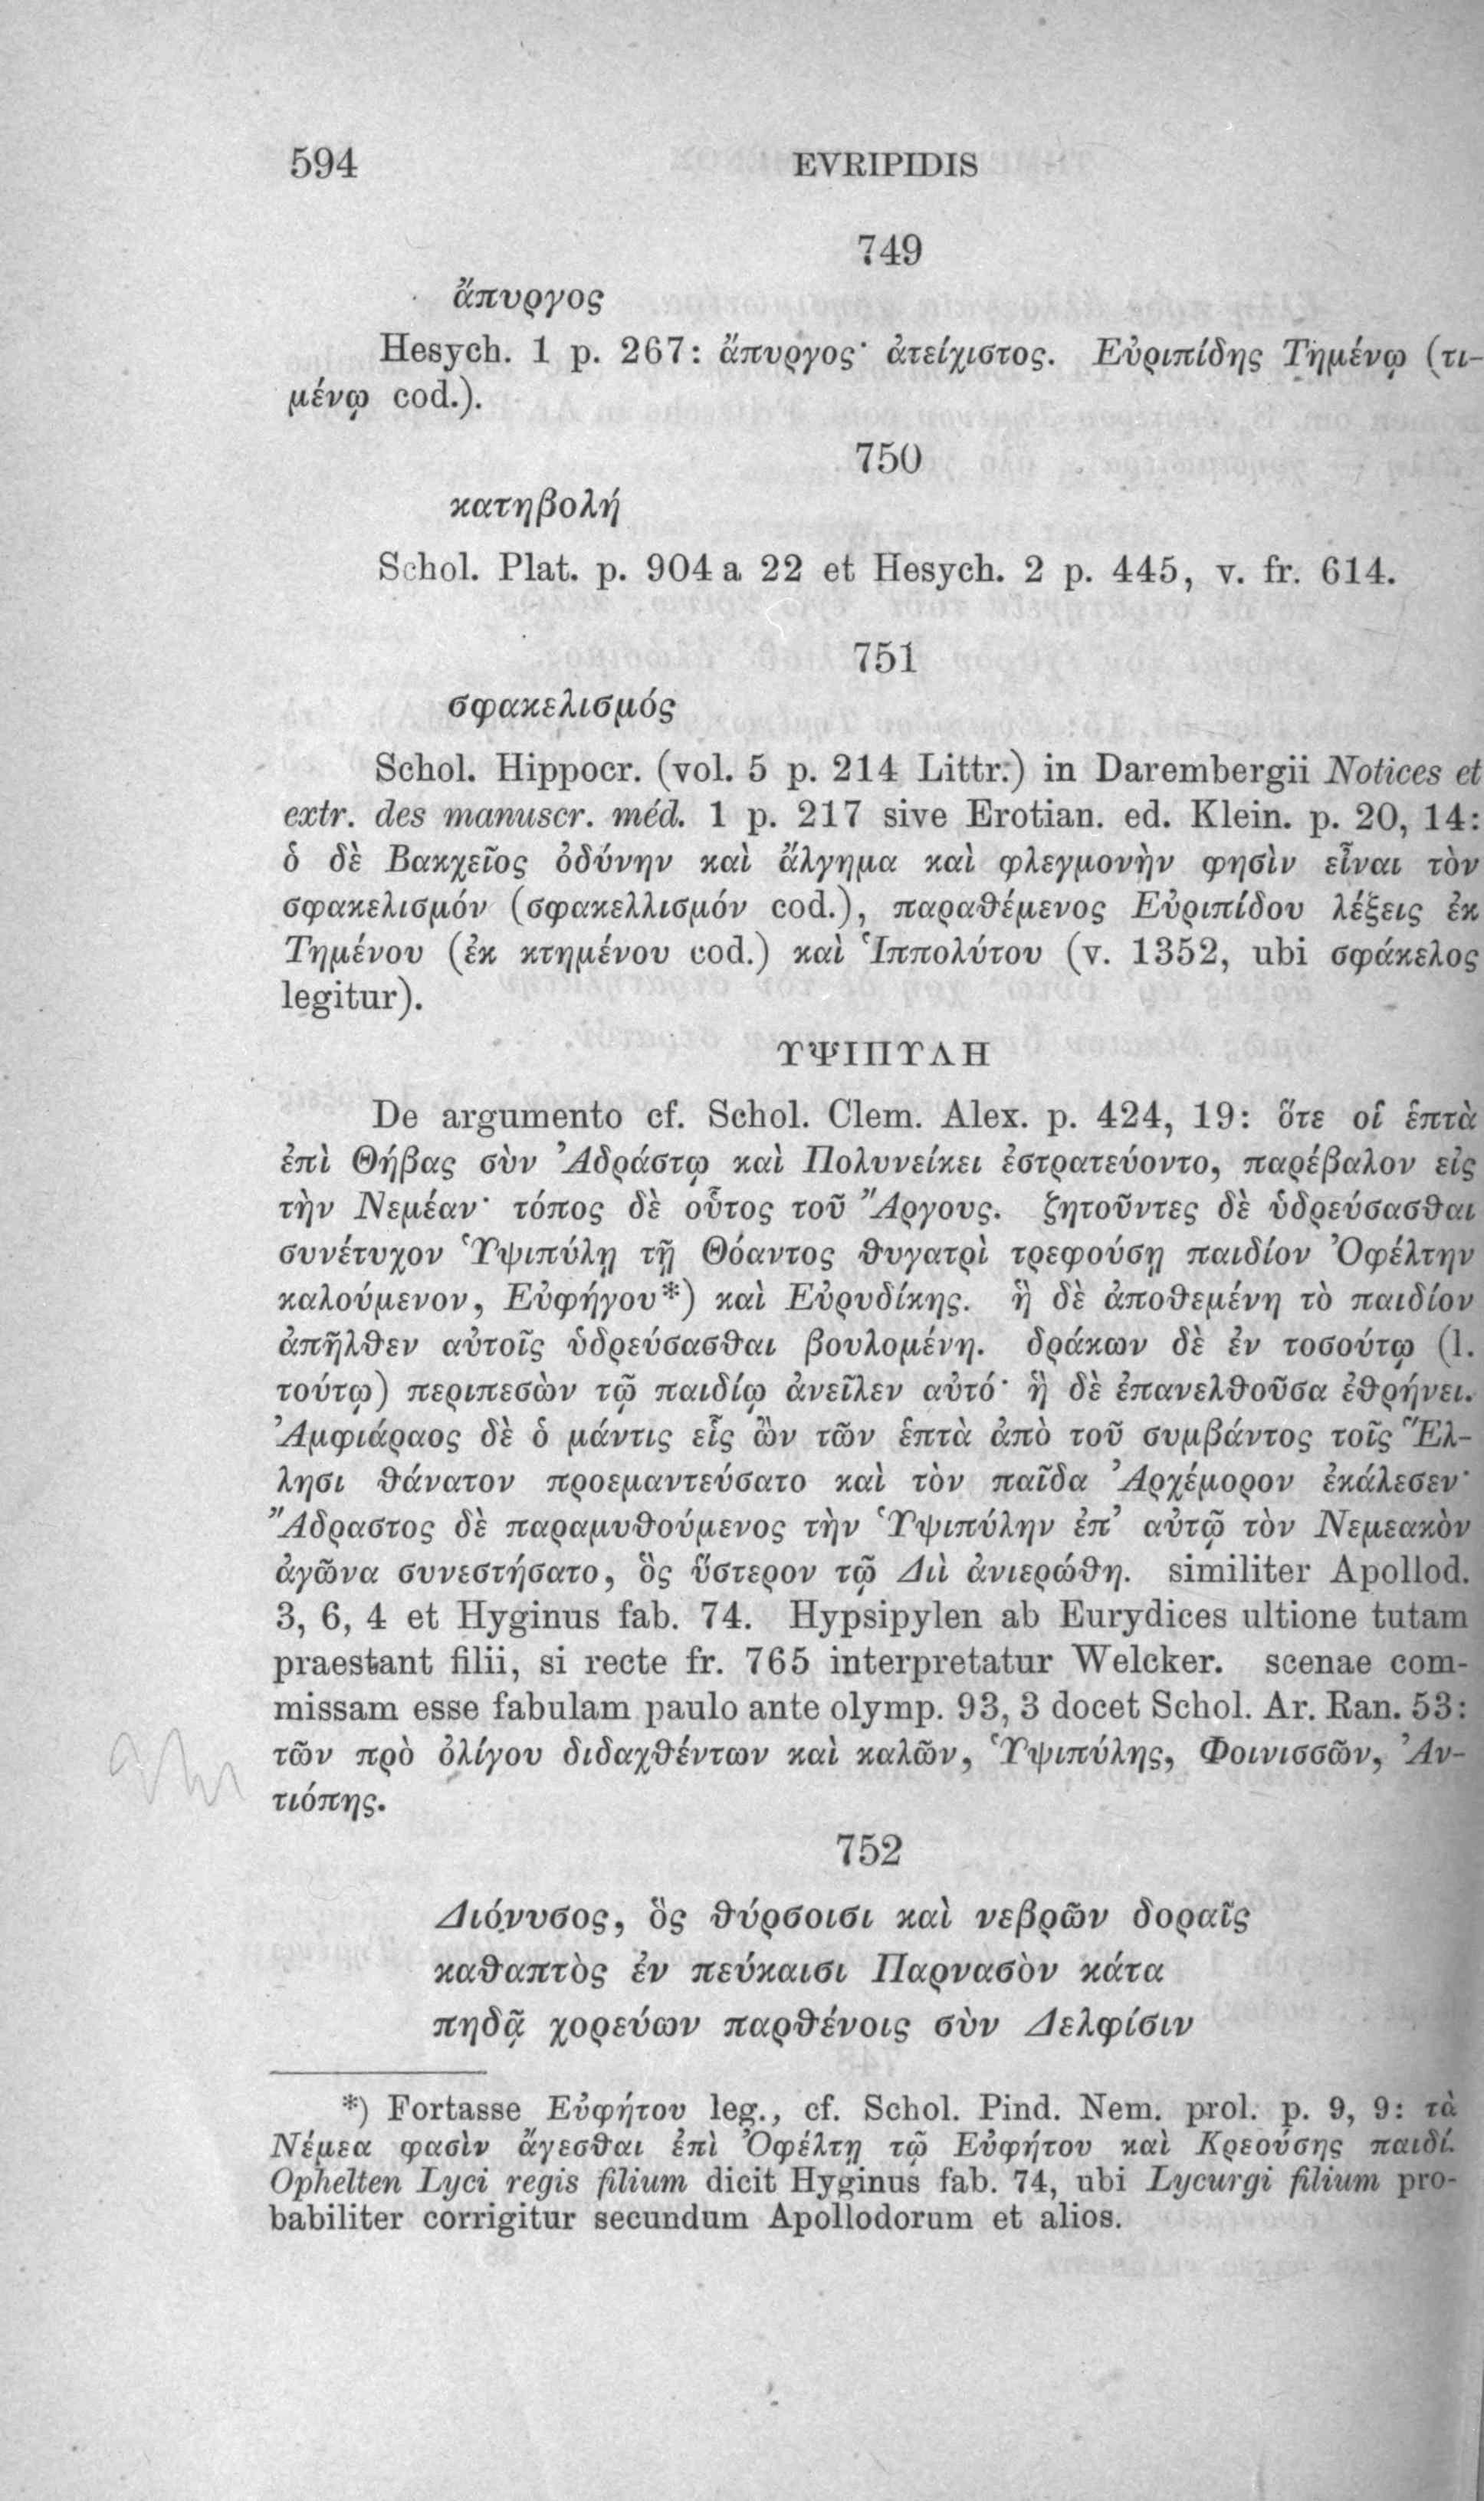 594 EVRIPIDIS
749
ἄπυργος
Hesych. 1 p. 267: ἄπυργος· ἀτείχιστος. Εὐριπίδης Τημένῳ (τι-
μένῳ cod.).
750
κατηβολή
Schol. Plat. p. 904 a 22 et Hesych. 2 p. 445, v. fr. 614.
751
σφακελισμός
Schol. Hippocr. (vol. 5 p. 214 Littr.) in Darembergii Notices et
extr. des manuscr. méd. 1 p. 217 sive Erotian. ed. Klein. p. 20, 14:
ὁ δὲ Βακχεῖος ὀδύνην καὶ ἄλγημα καὶ φλεγμονὴν φησὶν εἶναι τὸν
σφακελισμόν (σφακελλισμόν cod.), παραθέμενος Εὐριπίδου λέξεις ἐκ
Τημένου (ἐκ κτημένου cod.) καὶ Ἱππολύτου (v. 1352, ubi σφάκελος
legitur).
ΥΨΙΠΥΛΗ
De argumento cf. Schol. Clem. Alex. p. 424, 19: ὅτε οἱ ἑπτὰ
ἐπὶ Θήβας σὺν Ἀδράστῳ καὶ Πολυνείκει ἐστρατεύοντο, παρέβαλον εἰς
τὴν Νεμέαν· τόπος δὲ οὗτος τοῦ Ἄργους. ζητοῦντες δὲ ὑδρεύσασθαι
συνέτυχον Ὑψιπύλῃ τῇ Θόαντος θυγατρὶ τρεφούσῃ παιδίον Ὀφέλτην
καλούμενον, Εὐφήγου*) καὶ Εὐρυδίκης. ἣ δὲ ἀποθεμένη τὸ παιδίον
ἀπῆλθεν αὐτοῖς ὑδρεύσασθαι βουλομένη. δράκων δὲ ἐν τοσούτῳ (l.
τούτῳ) περιπεσὼν τῷ παιδίῳ ἀνεῖλεν αὐτό· ἣ δὲ ἐπανελθοῦσα ἐθρήνει.
Ἀμφιάραος δὲ ὁ μάντις εἷς ὢν τῶν ἑπτὰ ἀπὸ τοῦ συμβάντος τοῖς Ἕλ-
λησι θάνατον προεμαντεύσατο καὶ τὸν παῖδα Ἀρχέμορον ἐκάλεσεν·
Ἄδραστος δὲ παραμυθούμενος τὴν Ὑψιπύλην ἐπ’ αὐτῷ τὸν Νεμεακὸν
ἀγῶνα συνεστήσατο, ὃς ὕστερον τῷ Διὶ ἀνιερώθη. similiter Apollod.
3, 6, 4 et Hyginus fab. 74. Hypsipylen ab Eurydices ultione tutam
praestant filii, si recte fr. 765 interpretatur Welcker. scenae com-
missam esse fabulam paulo ante olymp. 93, 3 docet Schol. Ar. Ran. 53:
τῶν πρὸ ὀλίγου διδαχθέντων καὶ καλῶν, Ὑψιπύλης, Φοινισσῶν, Ἀν-
τιόπης.
752
Διόνυσος, ὃς θύρσοισι καὶ νεβρῶν δοραῖς
καθαπτὸς ἐν πεύκαισι Παρνασὸν κάτα
πηδᾷ χορεύων παρθένοις σὺν Δελφίσιν
*) Fortasse Εὐφήτου leg., cf. Schol. Pind. Nem. prol. p. 9, 9: τὰ
Νέμεα φασὶν ἄγεσθαι ἐπὶ Ὀφέλτῃ τῷ Εὐφήτου καὶ Κρεούσης παιδί.
Ophelten Lyci regis filium dicit Hyginus fab. 74, ubi Lycurgi filium pro-
babiliter corrigitur secundum Apollodorum et alios.